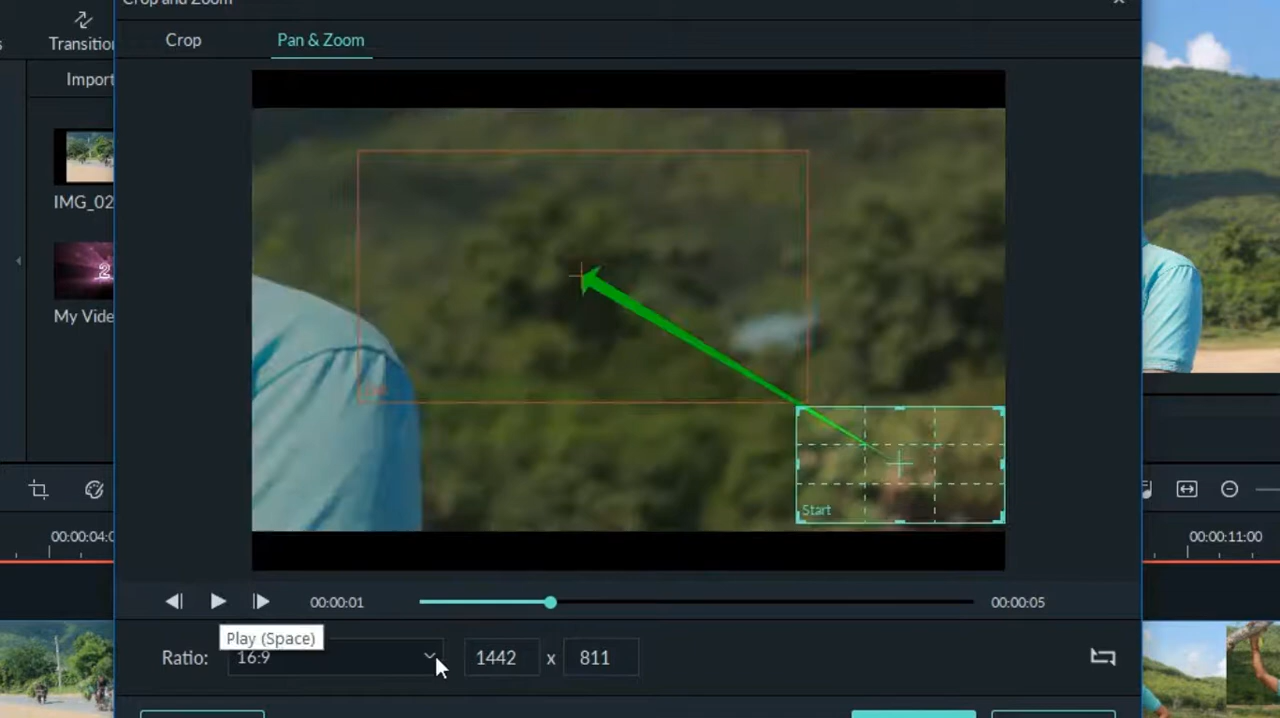 Crop and Zoom
Transition
Crop
Pan & Zoom
Import
IMG_02
2
My Vide
Start
00:00:04:0
00:00:11:00
00:00:01
00:00:05
Play (Space)
Ratio:
16:9
1442
x
811